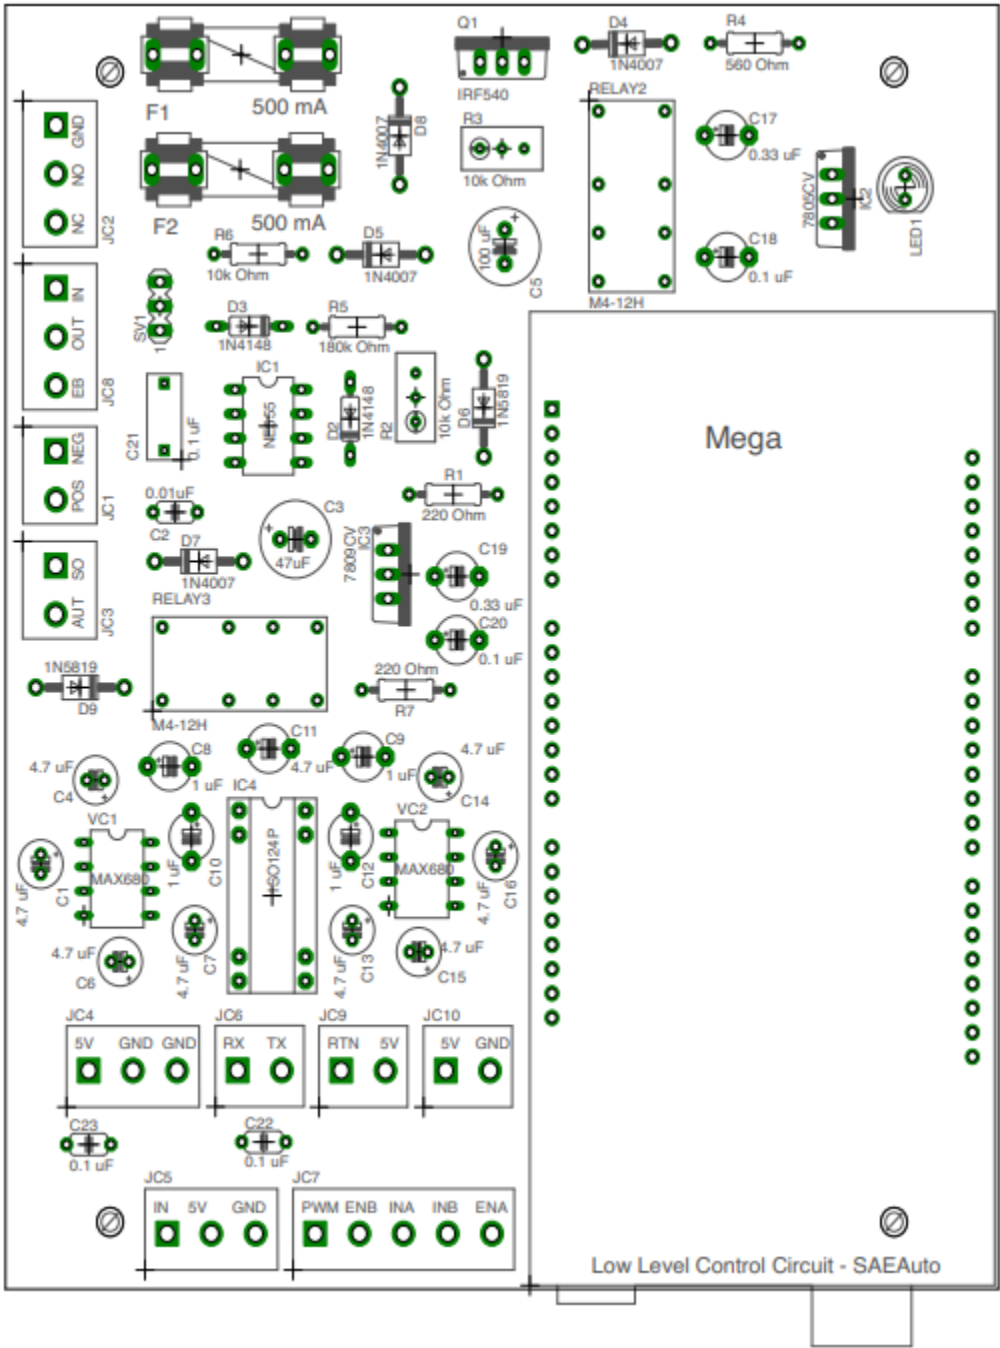 F1
500 mA
F2
500 mA
Q1
IRF540
D4
1N4007
R4
560 Ohm
1N4007
D8
R3
10k Ohm
RELAY2
M4-12H
C17
0.33 uF
C18
0.1 uF
7805CV
IC2
LED1
GND
NO
NC
JC2
IN
OUT
EB
JC8
NEG
POS
JC1
SO
AUT
JC3
R6
10k Ohm
D5
1N4007
100 uF
C5
SV1
1
D3
1N4148
R5
180k Ohm
C21
0.1 uF
IC1
NE555
D2
1N4148
R2
10k Ohm
D6
1N5819
R1
220 Ohm
0.01uF
C2
C3
47uF
7809CV
IC3
C19
0.33 uF
C20
0.1 uF
D7
1N4007
RELAY3
M4-12H
1N5819
D9
220 Ohm
R7
Mega
4.7 uF
C4
C8
1 uF
C11
4.7 uF
C9
1 uF
4.7 uF
C14
VC1
MAX680
C1
4.7 uF
1 uF
C10
IC4
ISO124P
1 uF
C12
VC2
MAX680
4.7 uF
C16
4.7 uF
C6
4.7 uF
C7
4.7 uF
C13
4.7 uF
C15
JC4
5V GND GND
JC6
RX TX
JC9
RTN 5V
JC10
5V GND
C23
0.1 uF
C22
0.1 uF
JC5
IN 5V GND
JC7
PWM ENB INA INB ENA
Low Level Control Circuit - SAEAuto